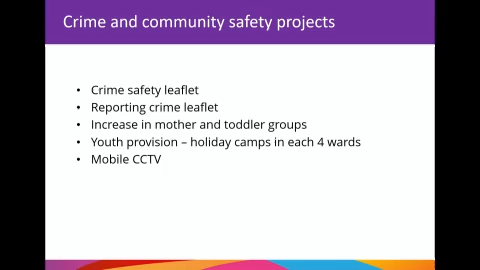 Crime and community safety projects
• Crime safety leaflet
• Reporting crime leaflet
• Increase in mother and toddler groups
• Youth provision – holiday camps in each 4 wards
• Mobile CCTV